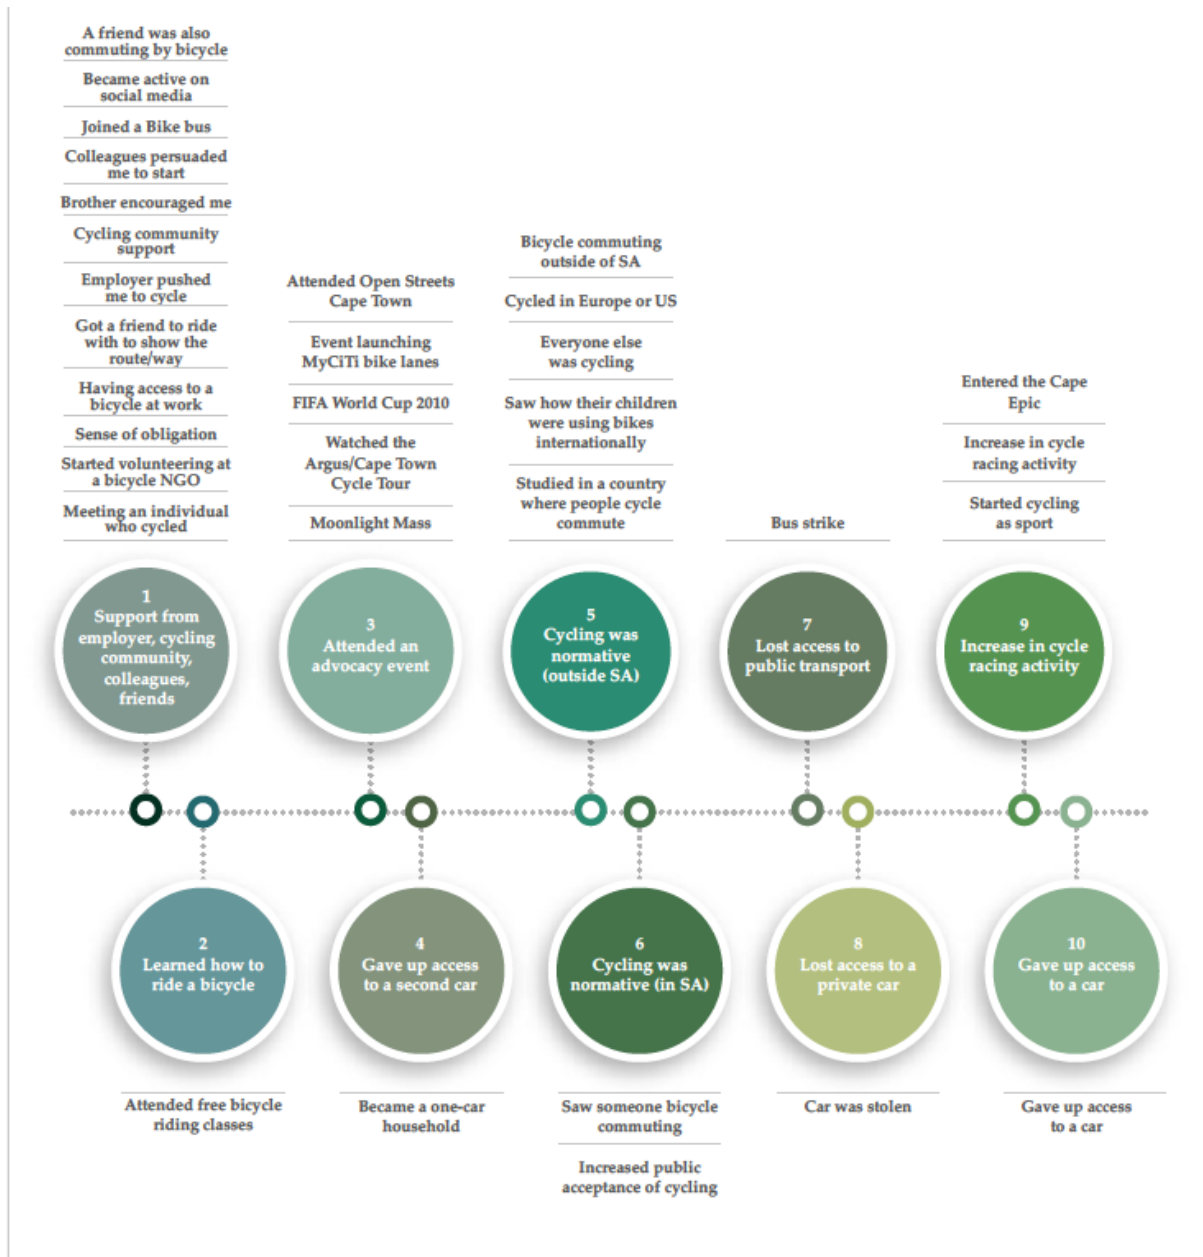 A friend was also
commuting by bicycle
Became active on
social media
Joined a Bike bus
Colleagues persuaded
me to start
Brother encouraged me
Cycling community
support
Employer pushed
me to cycle
Got a friend to ride
with to show the
route/way
Having access to a
bicycle at work
Sense of obligation
Started volunteering at
a bicycle NGO
Meeting an individual
who cycled
Attended Open Streets
Cape Town
Event launching
MyCiTi bike lanes
FIFA World Cup 2010
Watched the
Argus/Cape Town
Cycle Tour
Moonlight Mass
Bicycle commuting
outside of SA
Cycled in Europe or US
Everyone else
was cycling
Saw how their children
were using bikes
internationally
Studied in a country
where people cycle
commute
Bus strike
Entered the Cape
Epic
Increase in cycle
racing activity
Started cycling
as sport
1
Support from
employer, cycling
community,
colleagues,
friends
3
Attended an
advocacy event
5
Cycling was
normative
(outside SA)
7
Lost access to
public transport
9
Increase in cycle
racing activity
2
Learned how to
ride a bicycle
4
Gave up access
to a second car
6
Cycling was
normative (in SA)
8
Lost access to a
private car
10
Gave up access
to a car
Attended free bicycle
riding classes
Became a one-car
household
Saw someone bicycle
commuting
Increased public
acceptance of cycling
Car was stolen
Gave up access
to a car